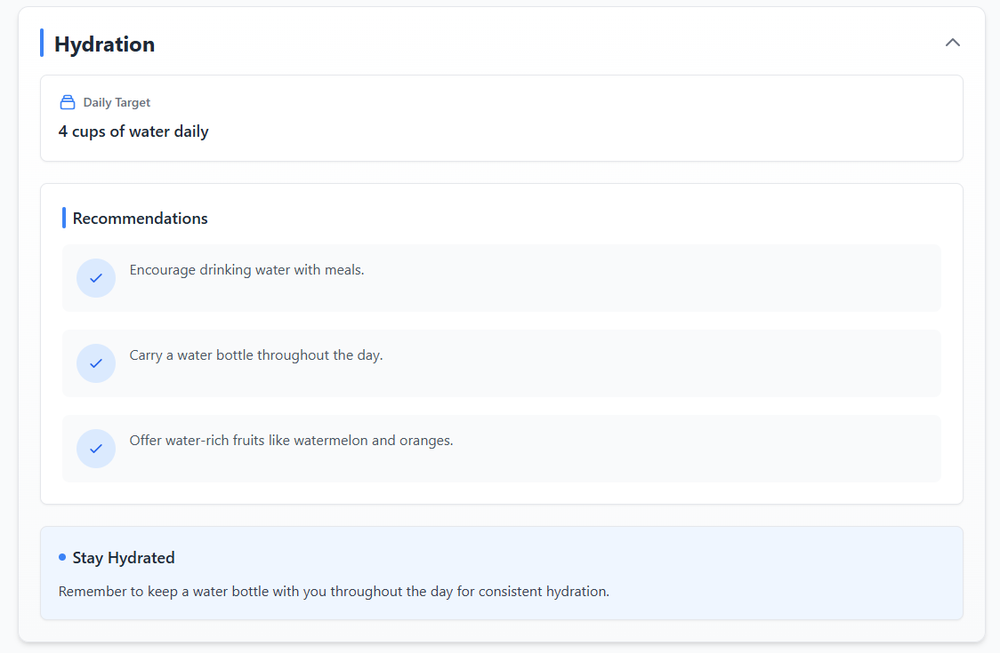 Hydration
Daily Target
4 cups of water daily
Recommendations
Encourage drinking water with meals.
Carry a water bottle throughout the day.
Offer water-rich fruits like watermelon and oranges.
Stay Hydrated
Remember to keep a water bottle with you throughout the day for consistent hydration.